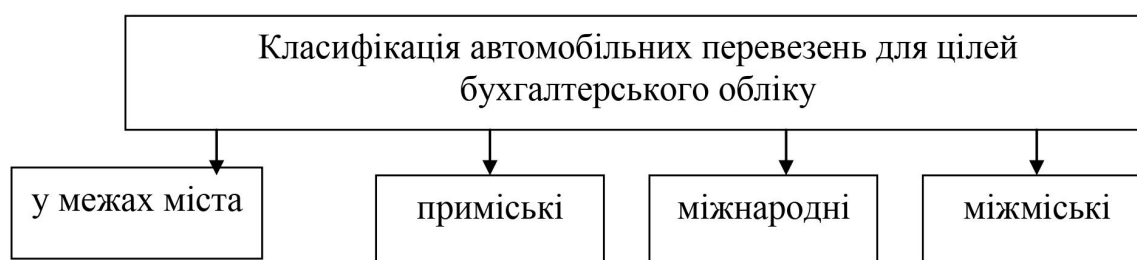 Класифікація автомобільних перевезень для цілей
бухгалтерського обліку
у межах міста
приміські
міжнародні
міжміські